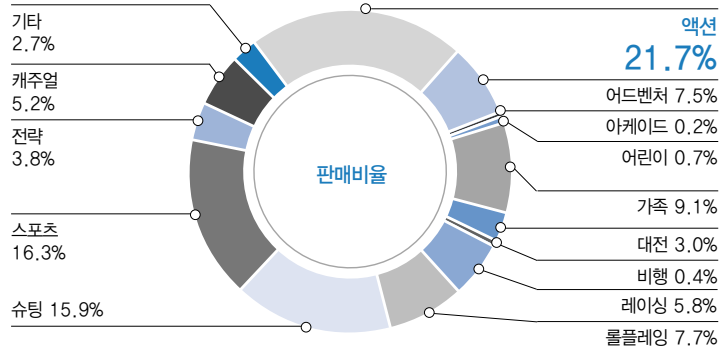 기타
2.7%
캐주얼
5.2%
전략
3.8%
스포츠
16.3%
슈팅 15.9%
판매비율
액션
21.7%
어드벤처 7.5%
아케이드 0.2%
어린이 0.7%
가족 9.1%
대전 3.0%
비행 0.4%
레이싱 5.8%
롤플레잉 7.7%